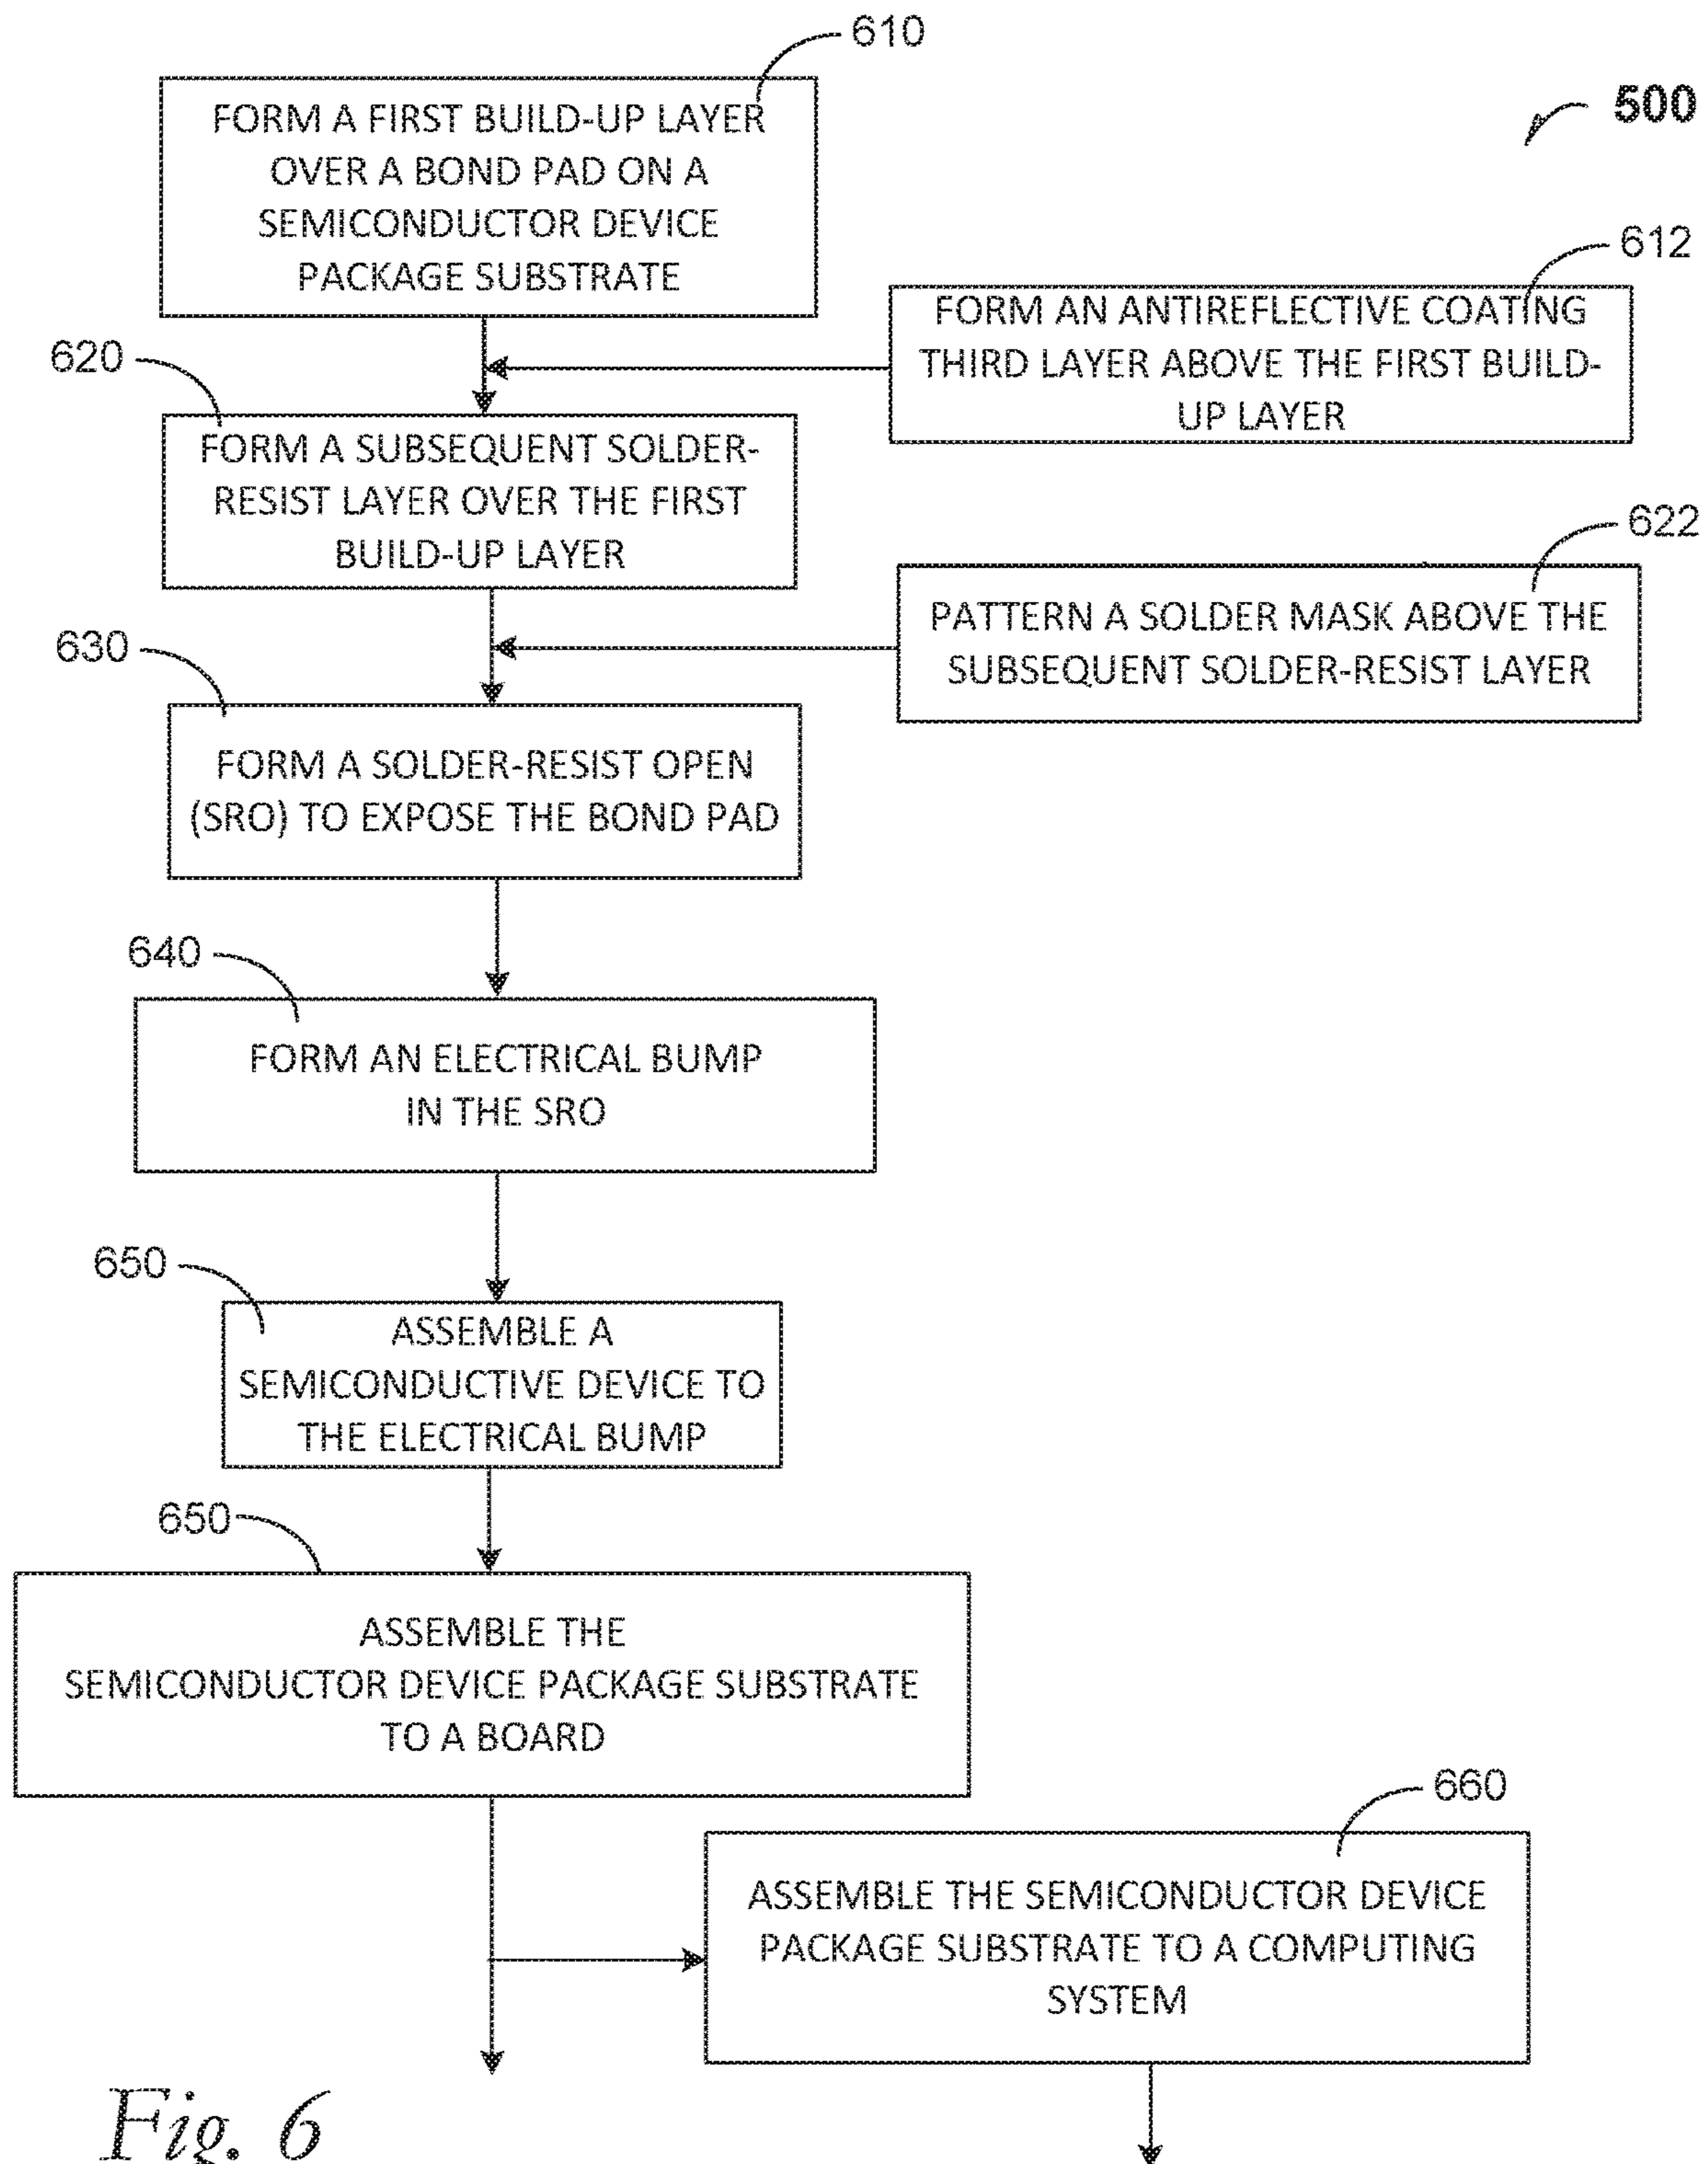 610
FORM A FIRST BUILD-UP LAYER
OVER A BOND PAD ON A
SEMICONDUCTOR DEVICE
PACKAGE SUBSTRATE
500
612
FORM AN ANTIREFLECTIVE COATING
THIRD LAYER ABOVE THE FIRST BUILD-
UP LAYER
620
FORM A SUBSEQUENT SOLDER-
RESIST LAYER OVER THE FIRST
BUILD-UP LAYER
622
PATTERN A SOLDER MASK ABOVE THE
SUBSEQUENT SOLDER-RESIST LAYER
630
FORM A SOLDER-RESIST OPEN
(SRO) TO EXPOSE THE BOND PAD
640
FORM AN ELECTRICAL BUMP
IN THE SRO
650
ASSEMBLE A
SEMICONDUCTIVE DEVICE TO
THE ELECTRICAL BUMP
650
ASSEMBLE THE
SEMICONDUCTOR DEVICE PACKAGE SUBSTRATE
TO A BOARD
660
ASSEMBLE THE SEMICONDUCTOR DEVICE
PACKAGE SUBSTRATE TO A COMPUTING
SYSTEM
Fig. 6